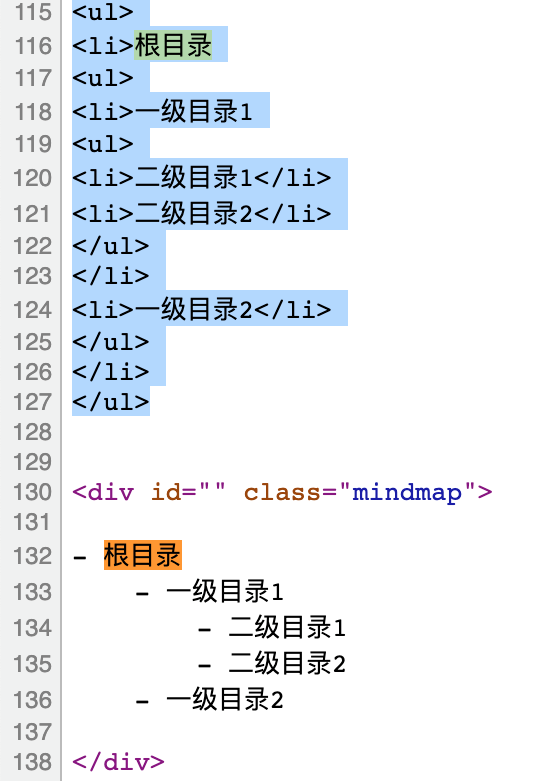 115 <ul>
116 <li>根目录
117 <ul>
118 <li>一级目录1
119 <ul>
120 <li>二级目录1</li>
121 <li>二级目录2</li>
122 </ul>
123 </li>
124 <li>一级目录2</li>
125 </ul>
126 </li>
127 </ul>
128
129
130 <div id="" class="mindmap">
131
132 - 根目录
133     - 一级目录1
134         - 二级目录1
135         - 二级目录2
136     - 一级目录2
137
138 </div>